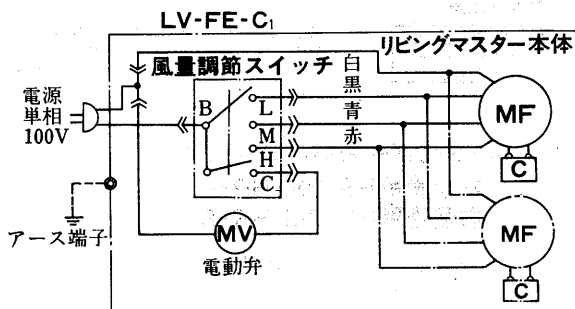 LV-FE-C₁
リビングマスター本体
風量調節スイッチ
白
黒
青
赤
電源
単相
100V
B
L
M
H
C
MF
C
アース端子
MV
電動弁
MF
C